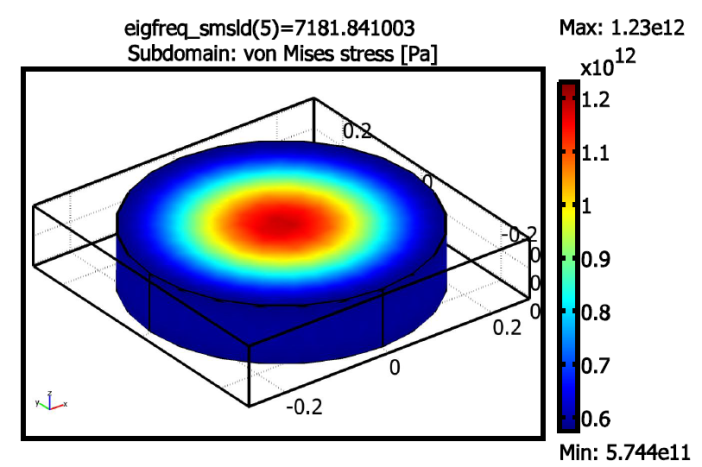 eigfreq_smsld(5)=7181.841003
Subdomain: von Mises stress [Pa]
Max: 1.23e12
x10^12
1.2
1.1
1
0.9
0.8
0.7
0.6
Min: 5.744e11
0.2
0
-0.2
0
0
0
0.2
0
-0.2
z
y
x